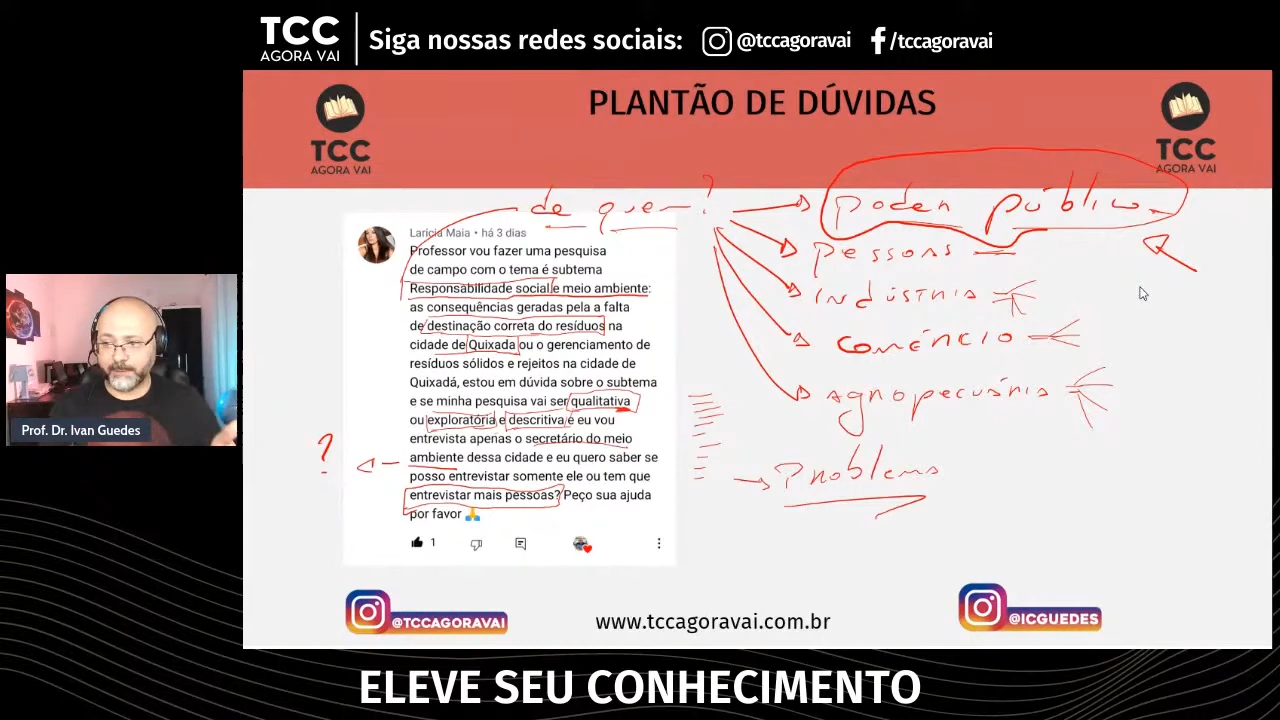 TCC
AGORA VAI
Siga nossas redes sociais: @tccagoravai /tccagoravai
PLANTÃO DE DÚVIDAS
TCC
AGORA VAI
TCC
AGORA VAI
de quem?
poder público
pessoas
indústria
comércio
agropecuária
Problema
?
Larícia Maia • há 3 dias
Professor vou fazer uma pesquisa
de campo com o tema é subtema
Responsabilidade social e meio ambiente:
as consequências geradas pela a falta
de destinação correta do resíduos na
cidade de Quixada ou o gerenciamento de
resíduos sólidos e rejeitos na cidade de
Quixadá, estou em dúvida sobre o subtema
e se minha pesquisa vai ser qualitativa
ou exploratória e descritiva é eu vou
entrevista apenas o secretário do meio
ambiente dessa cidade e eu quero saber se
posso entrevistar somente ele ou tem que
entrevistar mais pessoas? Peço sua ajuda
por favor 🙏
1
Prof. Dr. Ivan Guedes
@TCCAGORAVAI
www.tccagoravai.com.br
@ICGUEDES
ELEVE SEU CONHECIMENTO